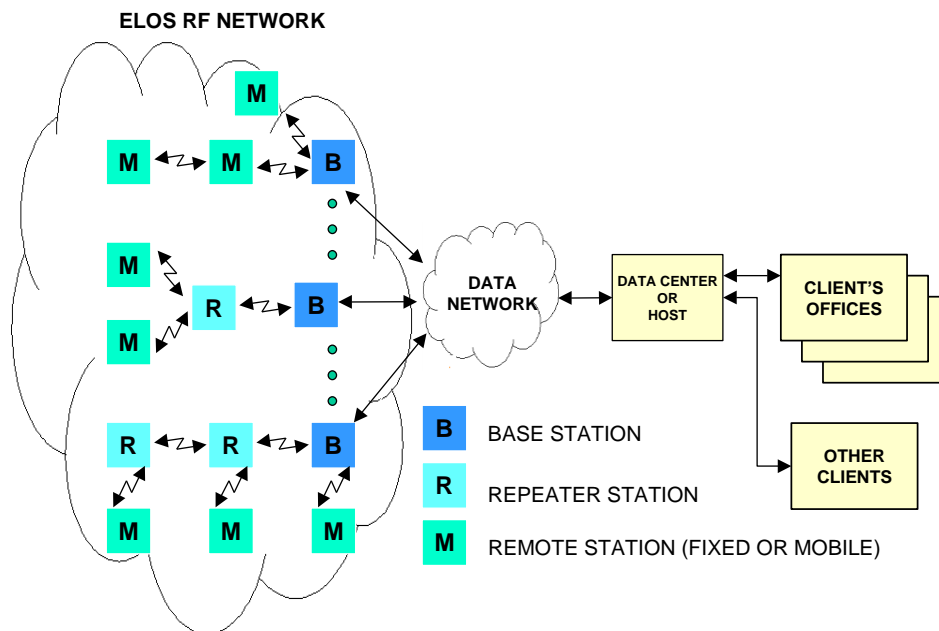 ELOS RF NETWORK
M
M
M
B
M
R
B
M
DATA
NETWORK
DATA CENTER
OR
HOST
CLIENT'S
OFFICES
R
R
B
M
M
M
B
BASE STATION
R
REPEATER STATION
M
REMOTE STATION (FIXED OR MOBILE)
OTHER
CLIENTS